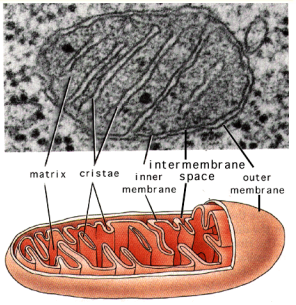 matrix
cristae
inner
membrane
intermembrane
space
outer
membrane